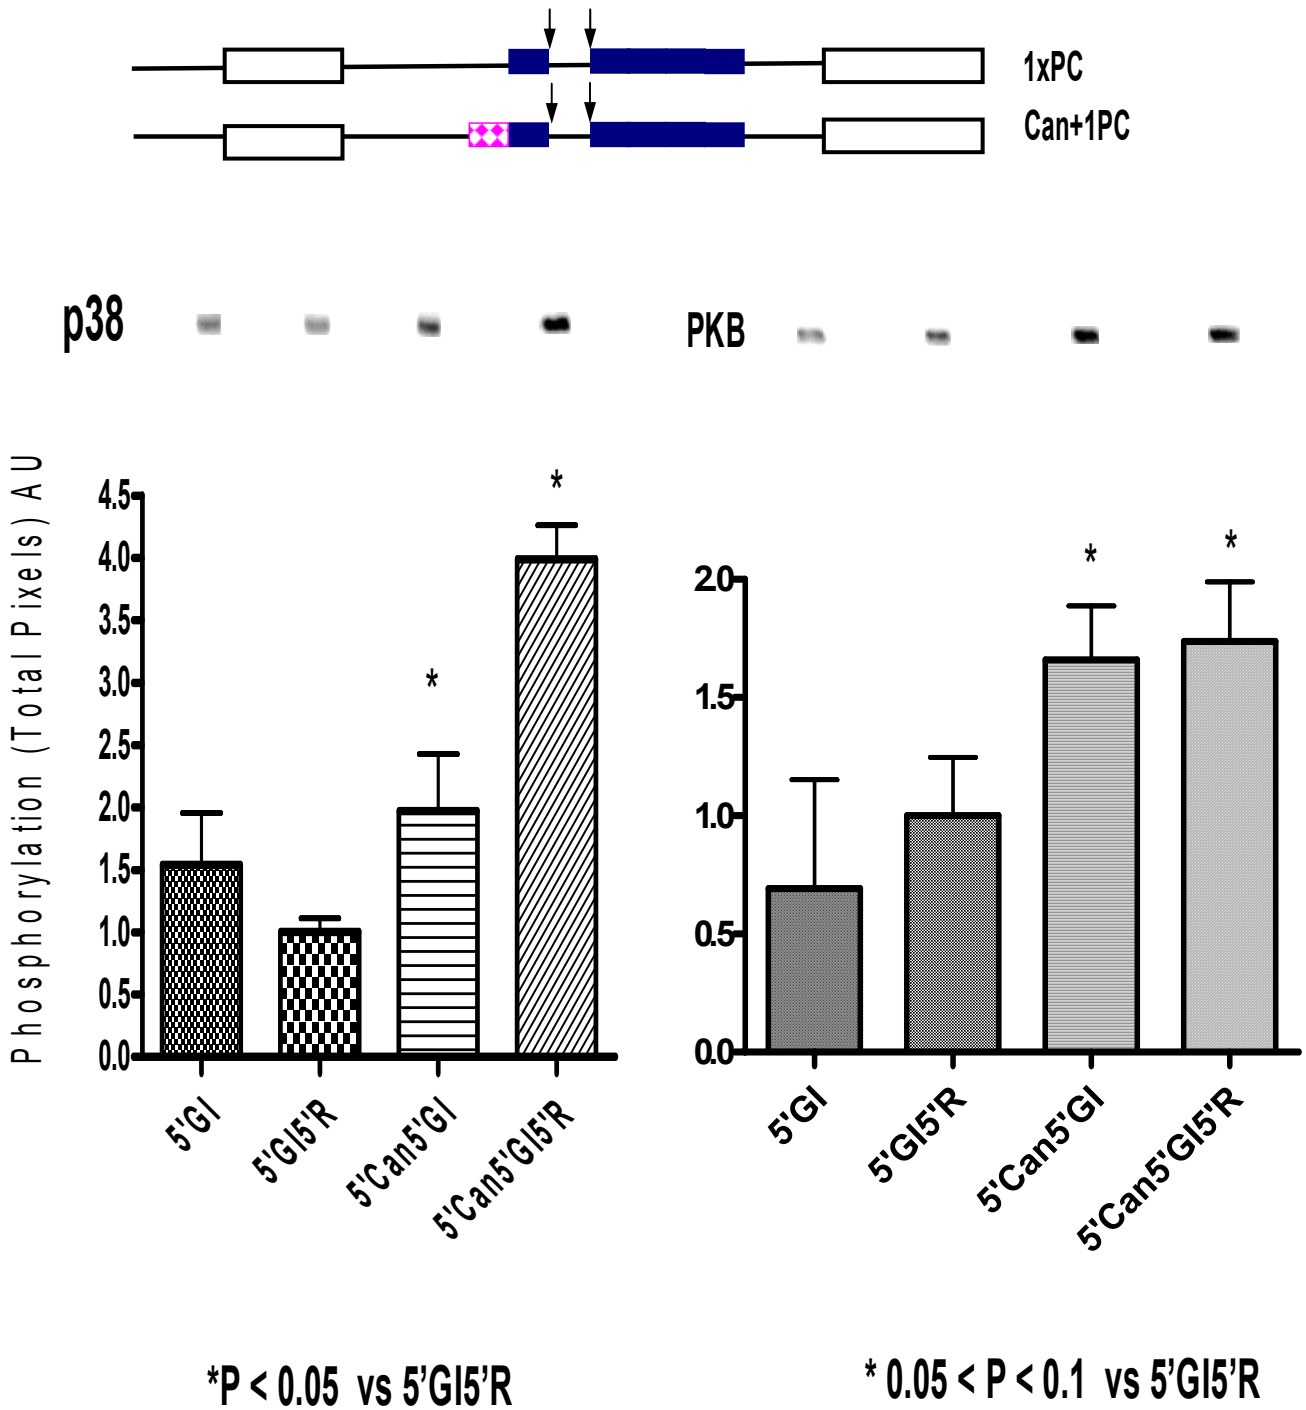 1xPC
Can+1PC
p38
PKB
Phosphorylation (Total Pixels) AU
4.5
4.0
3.5
3.0
2.5
2.0
1.5
1.0
0.5
0.0
*
*
5'GI
5'GI5'R
5'Can5'GI
5'Can5'GI5'R
2.0
1.5
1.0
0.5
0.0
*
*
5'GI
5'GI5'R
5'Can5'GI
5'Can5'GI5'R
*P < 0.05 vs 5’GI5’R
* 0.05 < P < 0.1 vs 5’GI5’R